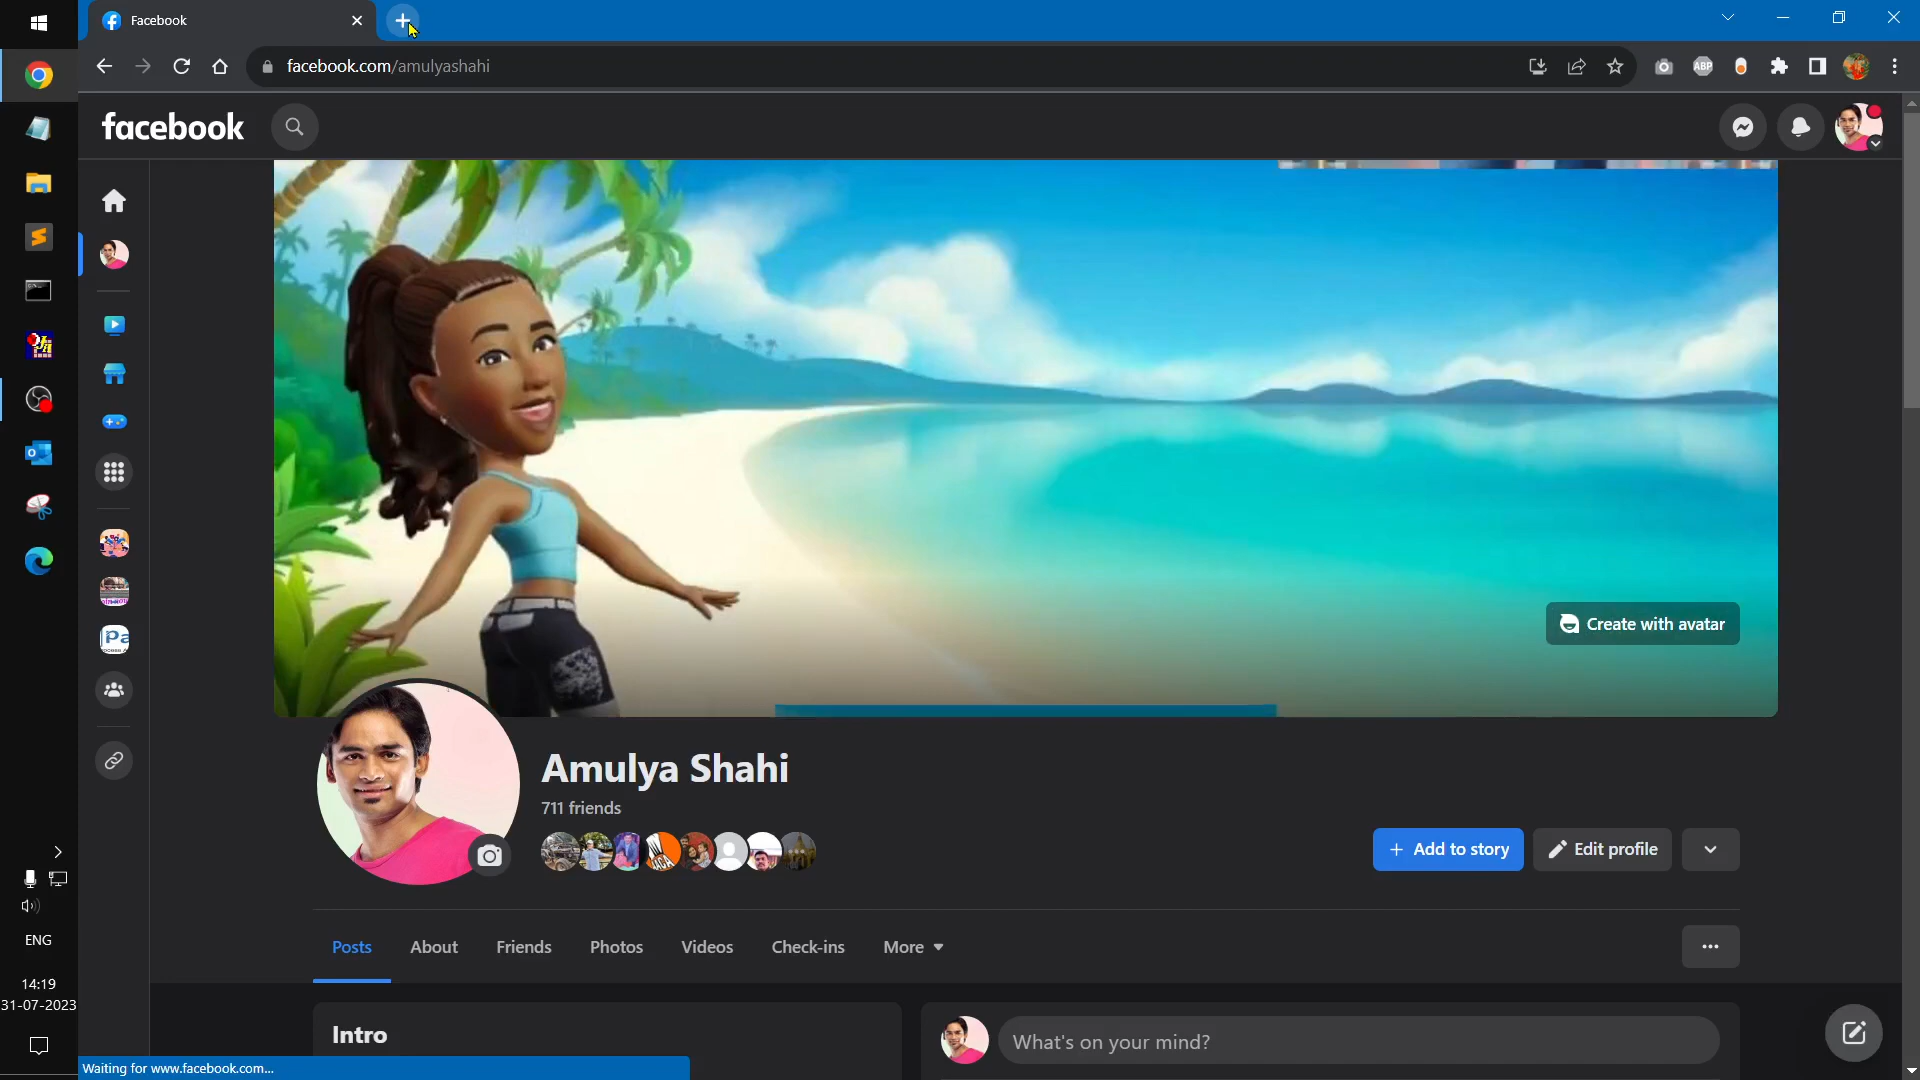 Facebook
facebook.com/amulyashahi
ABP
facebook
Create with avatar
Amulya Shahi
711 friends
+ Add to story
Edit profile
Posts
About
Friends
Photos
Videos
Check-ins
More
Intro
What's on your mind?
ENG
14:19
31-07-2023
Waiting for www.facebook.com...